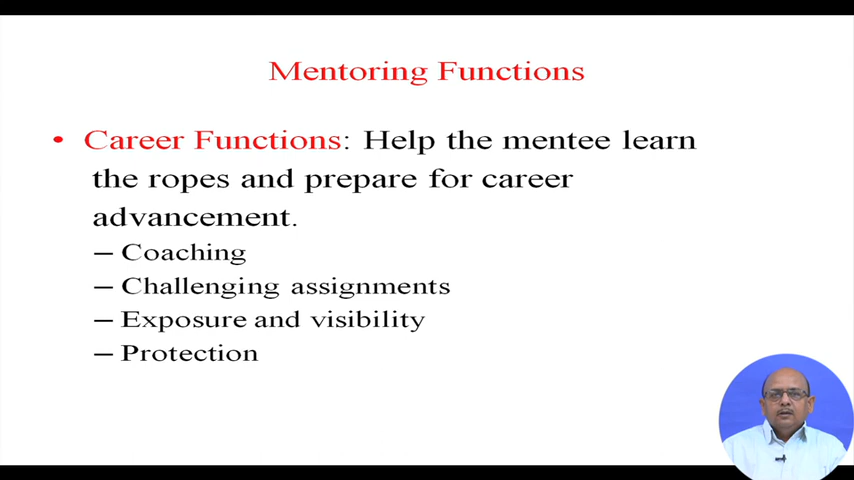 Mentoring Functions
• Career Functions: Help the mentee learn
the ropes and prepare for career
advancement.
– Coaching
– Challenging assignments
– Exposure and visibility
– Protection